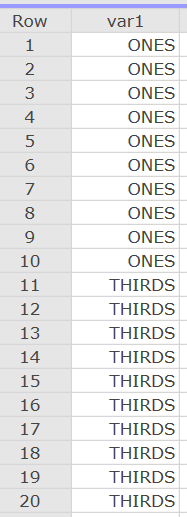 Row var1
1 ONES
2 ONES
3 ONES
4 ONES
5 ONES
6 ONES
7 ONES
8 ONES
9 ONES
10 ONES
11 THIRDS
12 THIRDS
13 THIRDS
14 THIRDS
15 THIRDS
16 THIRDS
17 THIRDS
18 THIRDS
19 THIRDS
20 THIRDS